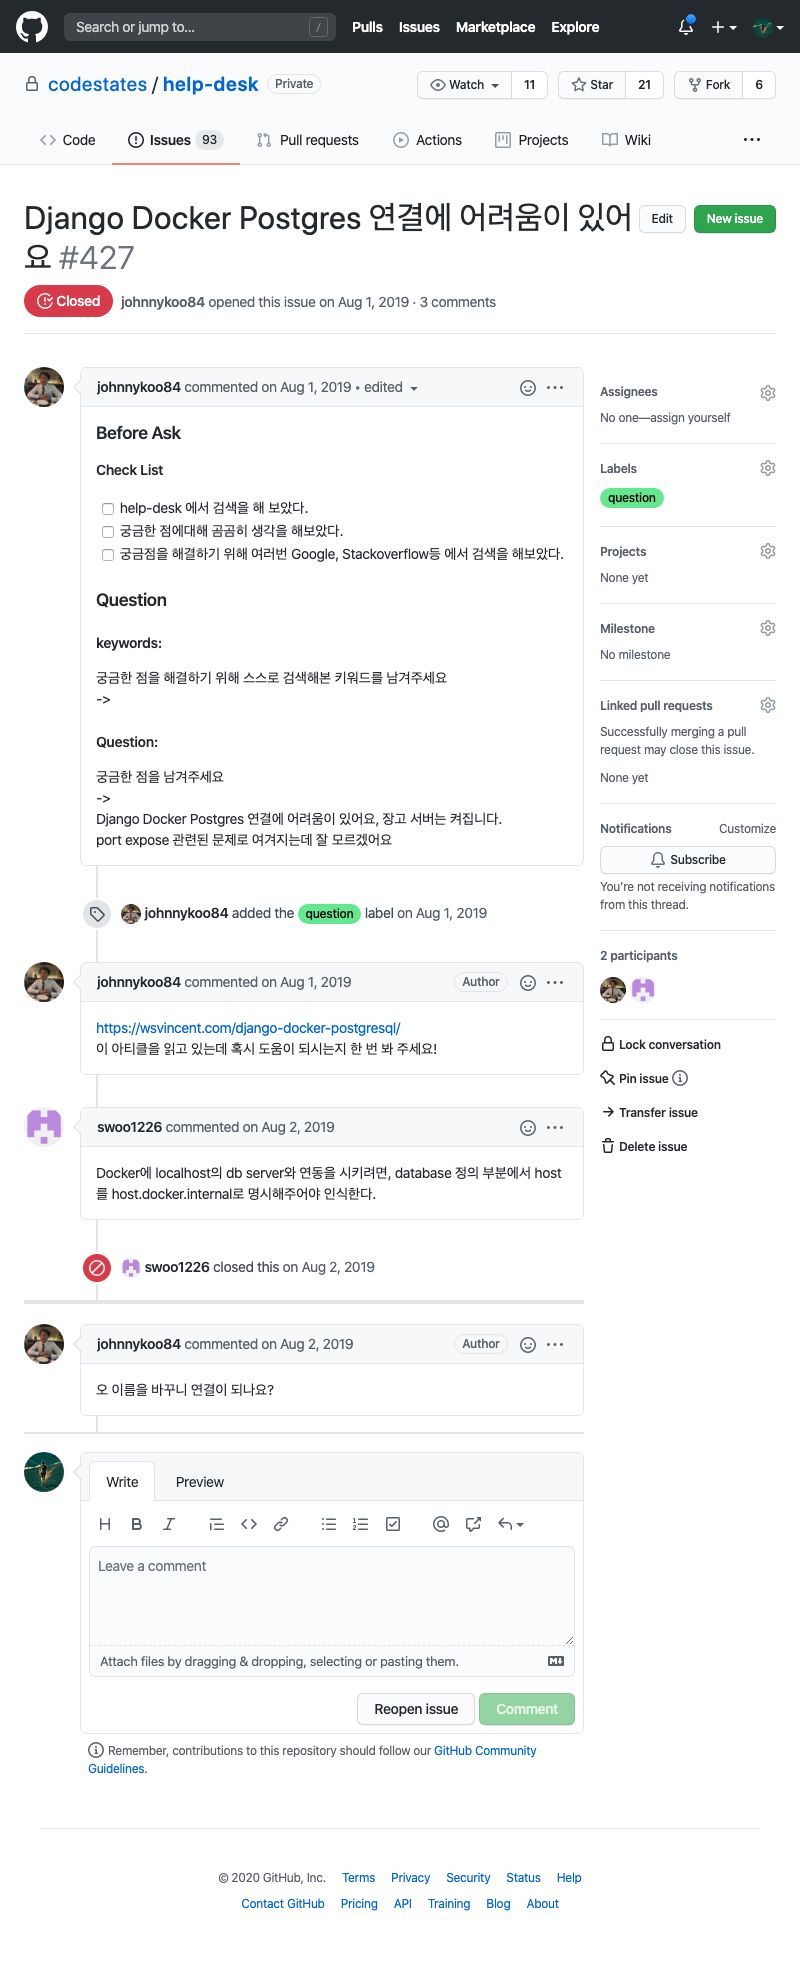 Search or jump to... /
Pulls Issues Marketplace Explore
codestates / help-desk Private
Watch 11 Star 21 Fork 6
Code Issues 93 Pull requests Actions Projects Wiki ...
Django Docker Postgres 연결에 어려움이 있어
요 #427
Edit New issue
Closed johnnykoo84 opened this issue on Aug 1, 2019 · 3 comments
johnnykoo84 commented on Aug 1, 2019 • edited
Before Ask
Check List
help-desk 에서 검색을 해 보았다.
궁금한 점에대해 곰곰히 생각을 해보았다.
궁금점을 해결하기 위해 여러번 Google, Stackoverflow등 에서 검색을 해보았다.
Question
keywords:
궁금한 점을 해결하기 위해 스스로 검색해본 키워드를 남겨주세요
->
Question:
궁금한 점을 남겨주세요
->
Django Docker Postgres 연결에 어려움이 있어요, 장고 서버는 켜집니다.
port expose 관련된 문제로 여겨지는데 잘 모르겠어요
johnnykoo84 added the question label on Aug 1, 2019
johnnykoo84 commented on Aug 1, 2019 Author
https://wsvincent.com/django-docker-postgresql/
이 아티클을 읽고 있는데 혹시 도움이 되시는지 한 번 봐 주세요!
swoo1226 commented on Aug 2, 2019
Docker에 localhost의 db server와 연동을 시키려면, database 정의 부분에서 host
를 host.docker.internal로 명시해주어야 인식한다.
swoo1226 closed this on Aug 2, 2019
johnnykoo84 commented on Aug 2, 2019 Author
오 이름을 바꾸니 연결이 되나요?
Write Preview
H B I
Leave a comment
Attach files by dragging & dropping, selecting or pasting them.
Reopen issue Comment
Remember, contributions to this repository should follow our GitHub Community
Guidelines.
Assignees
No one—assign yourself
Labels
question
Projects
None yet
Milestone
No milestone
Linked pull requests
Successfully merging a pull
request may close this issue.
None yet
Notifications Customize
Subscribe
You're not receiving notifications
from this thread.
2 participants
Lock conversation
Pin issue
Transfer issue
Delete issue
© 2020 GitHub, Inc. Terms Privacy Security Status Help
Contact GitHub Pricing API Training Blog About